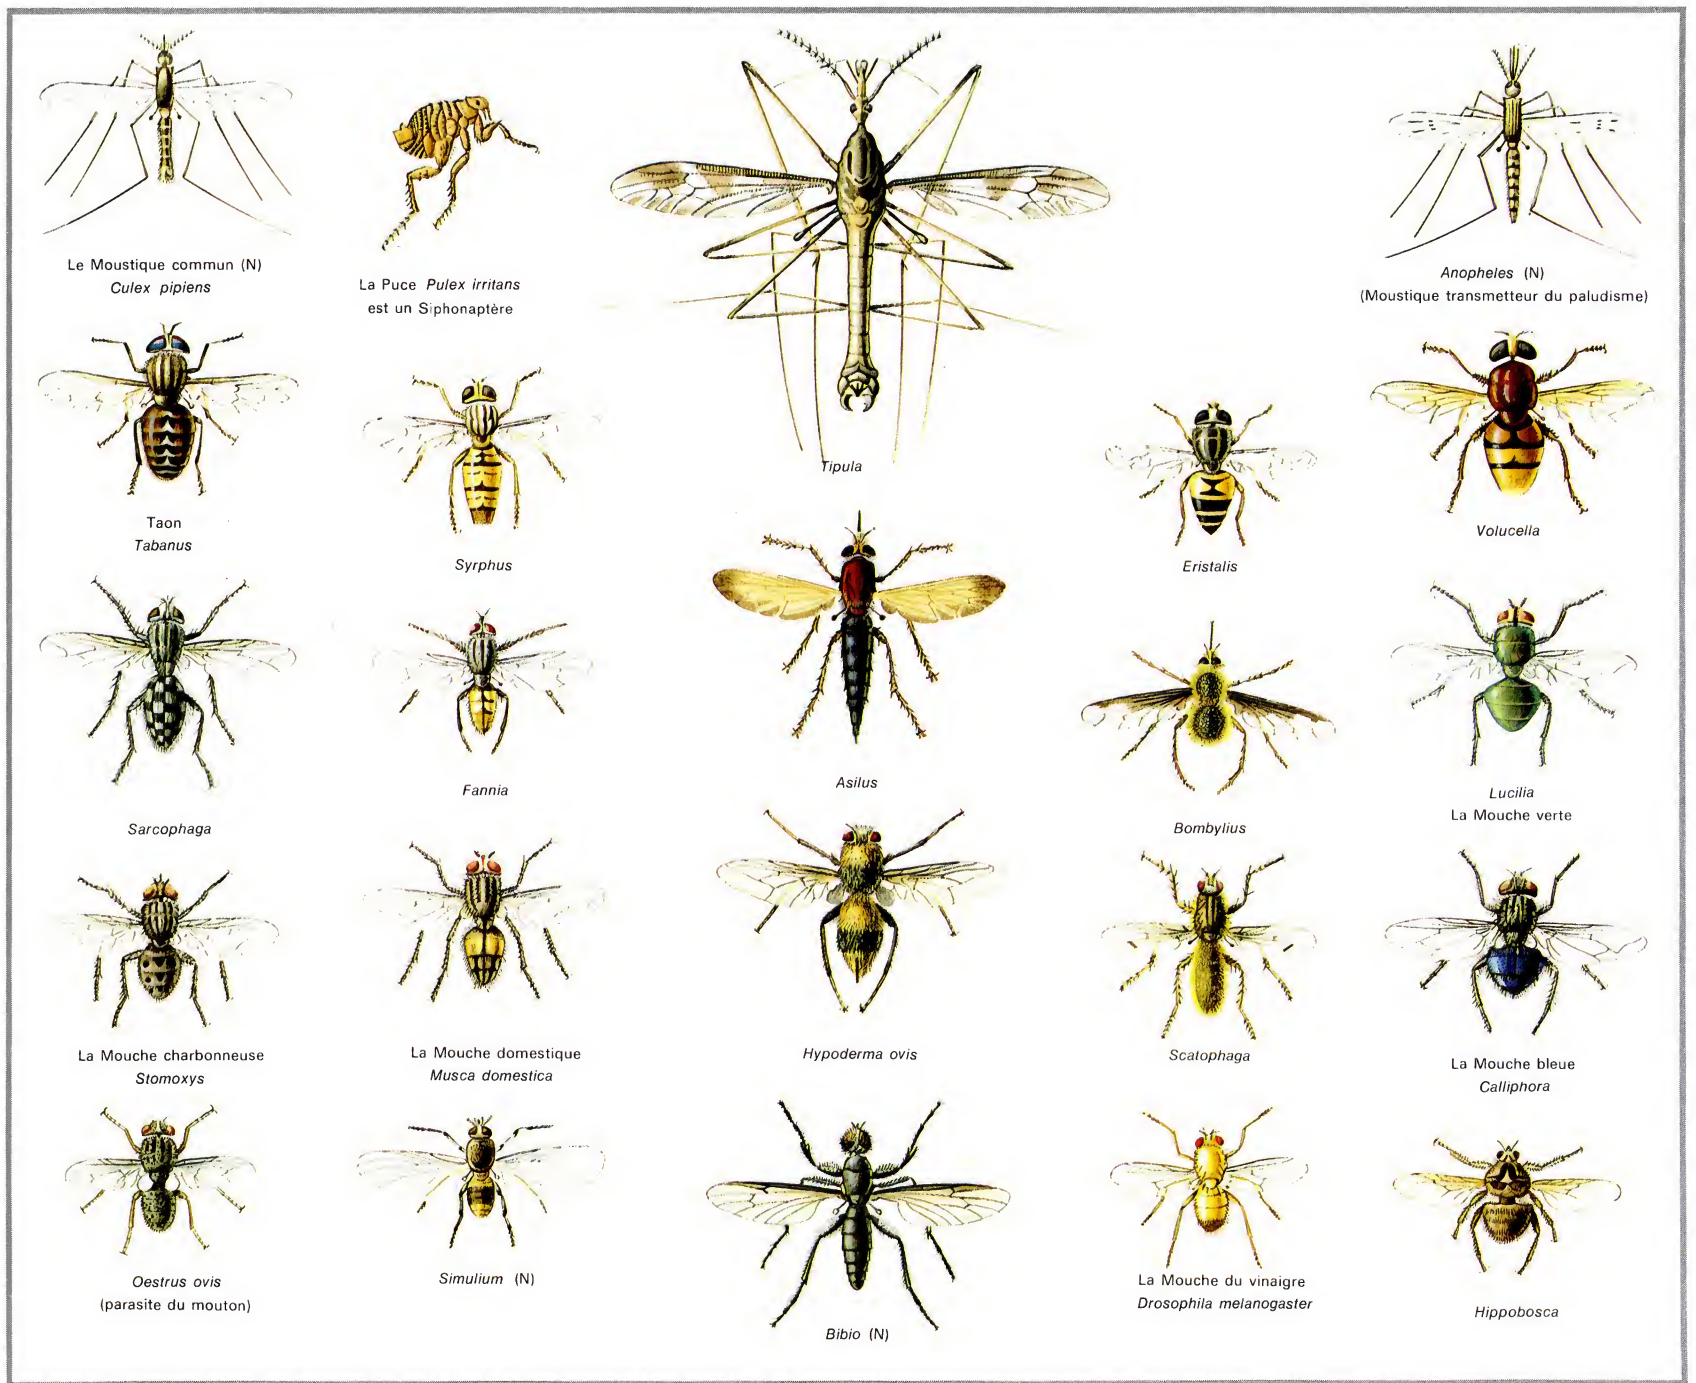 Le Moustique commun (N)
Culex pipiens
La Puce Pulex irritans
est un Siphonaptère
Tipula
Anopheles (N)
(Moustique transmetteur du paludisme)
Taon
Tabanus
Syrphus
Eristalis
Volucella
Sarcophaga
Fannia
Asilus
Bombylius
Lucilia
La Mouche verte
La Mouche charbonneuse
Stomoxys
La Mouche domestique
Musca domestica
Hypoderma ovis
Scatophaga
La Mouche bleue
Calliphora
Oestrus ovis
(parasite du mouton)
Simulium (N)
Bibio (N)
La Mouche du vinaigre
Drosophila melanogaster
Hippobosca